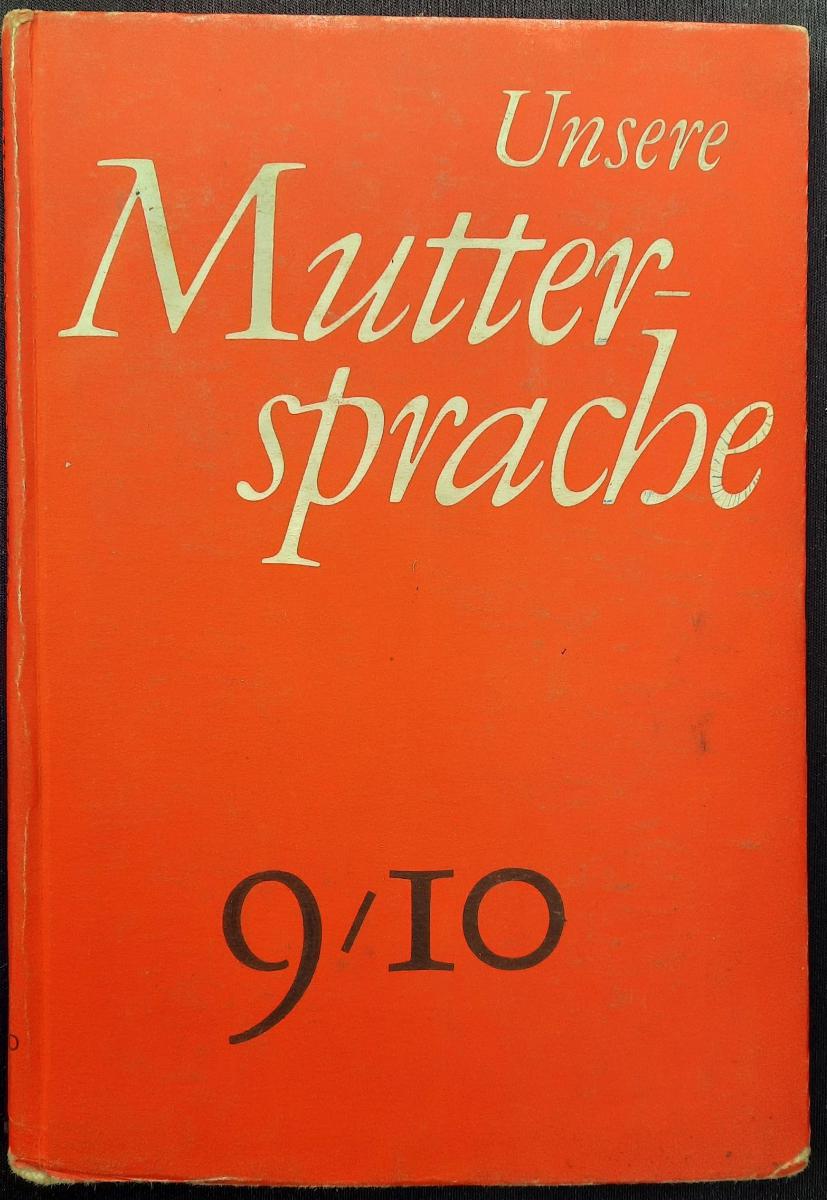 Unsere
Mutter-
sprache
9/10